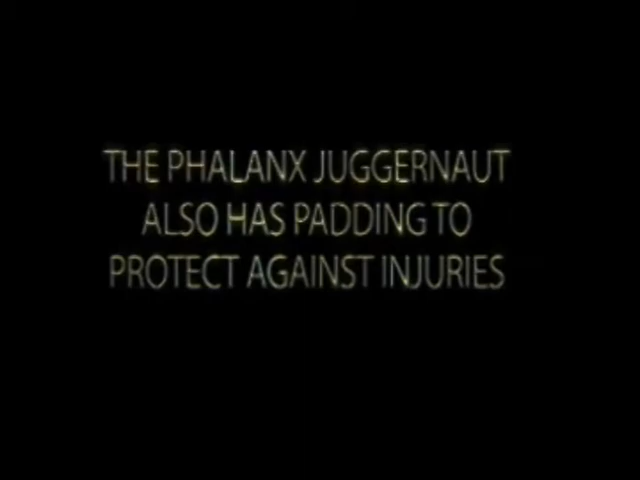 THE PHALANX JUGGERNAUT
ALSO HAS PADDING TO
PROTECT AGAINST INJURIES